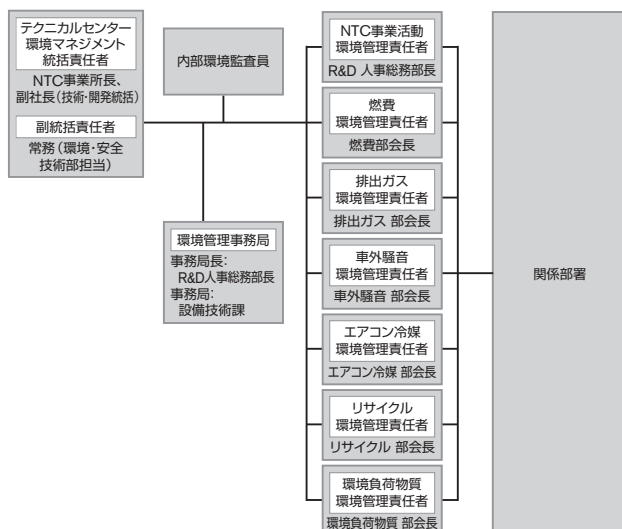 テクニカルセンター
環境マネジメント
統括責任者
NTC事業所長、
副社長（技術・開発統括）
副統括責任者
常務（環境・安全
技術部担当）
内部環境監査員
環境管理事務局
事務局長：
R&D人事総務部長
事務局：
設備技術課
NTC事業活動
環境管理責任者
R&D 人事総務部長
燃費
環境管理責任者
燃費部会長
排出ガス
環境管理責任者
排出ガス 部会長
車外騒音
環境管理責任者
車外騒音 部会長
エアコン冷媒
環境管理責任者
エアコン冷媒 部会長
リサイクル
環境管理責任者
リサイクル 部会長
環境負荷物質
環境管理責任者
環境負荷物質 部会長
関係部署